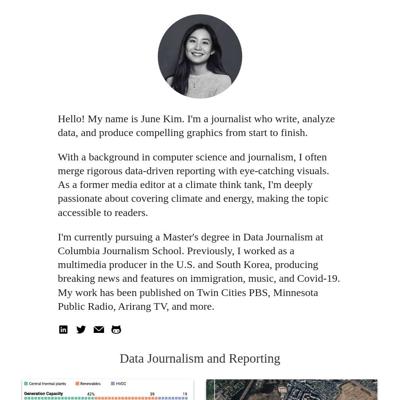 Hello! My name is June Kim. I'm a journalist who write, analyze
data, and produce compelling graphics from start to finish.
With a background in computer science and journalism, I often
merge rigorous data-driven reporting with eye-catching visuals.
As a former media editor at a climate think tank, I'm deeply
passionate about covering climate and energy, making the topic
accessible to readers.
I'm currently pursuing a Master's degree in Data Journalism at
Columbia Journalism School. Previously, I worked as a
multimedia producer in the U.S. and South Korea, producing
breaking news and features on immigration, music, and Covid-19.
My work has been published on Twin Cities PBS, Minnesota
Public Radio, Arirang TV, and more.
Data Journalism and Reporting
Central thermal plants Renewables HVDC
Generation Capacity 42% 39 19